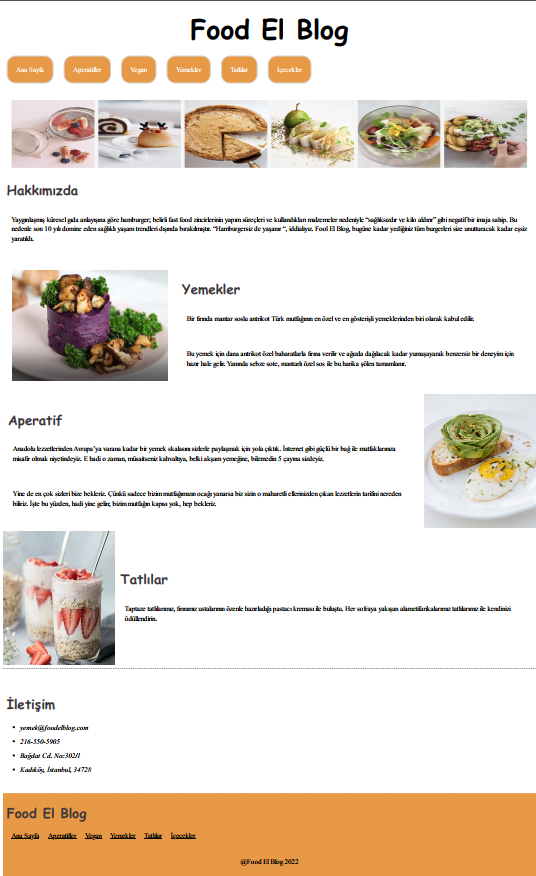 Food El Blog
Ana Sayfa Aperatifler Vegan Yemekler Tatlılar İçecekler
Hakkımızda
Yaygınlaşmış küresel gıda anlayışına göre hamburger; belirli fast food zincirlerinin yapım süreçleri ve kullandıkları malzemeler nedeniyle “sağlıksızdır ve kilo aldırır” gibi negatif bir imaja sahip. Bu
nedenle son 10 yılı domine eden sağlıklı yaşam trendleri dışında bırakılmıştır. “Hamburgersiz de yaşanır “, iddialıyız. Fool El Blog, bugüne kadar yediğiniz tüm burgerleri size unutturacak kadar eşsiz
yaratıldı.
Yemekler
Bir fırında mantar soslu antrikot Türk mutfağının en özel ve en gösterişli yemeklerinden biri olarak kabul edilir.
Bu yemek için dana antrikot özel baharatlarla fırına verilir ve ağızda dağılacak kadar yumuşayarak benzersiz bir deneyim için
hazır hale gelir. Yanında sebze sote, mantarlı özel sos ile bu harika şölen tamamlanır.
Aperatif
Anadolu lezzetlerinden Avrupa’ya varana kadar bir yemek skalasını sizlerle paylaşmak için yola çıktık. İnternet gibi güçlü bir bağ ile mutfaklarınıza
misafir olmak niyetindeyiz. E hadi o zaman, müsaitseniz kahvaltıya, belki akşam yemeğine, bilemedin 5 çayına sizdeyiz.
Yine de en çok sizleri bize bekleriz. Çünkü sadece bizim mutfağımızın ocağı yanarsa biz sizin o maharetli ellerinizden çıkan lezzetlerin tarifini nereden
biliriz. İşte bu yüzden, hadi yine gelin; bizim mutfağın kapısı yok, hep bekleriz.
Tatlılar
Taptaze tatlılarımız, fırınımız ustalarının özenle hazırladığı pastacı kreması ile buluştu. Her sofraya yakışan alametifarikalarımız tatlılarımız ile kendinizi
ödüllendirin.
İletişim
• yemek@foodelblog.com
• 216-550-5905
• Bağdat Cd. No:302/1
• Kadıköy, İstanbul, 34728
Food El Blog
Ana Sayfa Aperatifler Vegan Yemekler Tatlılar İçecekler
@Food El Blog 2022